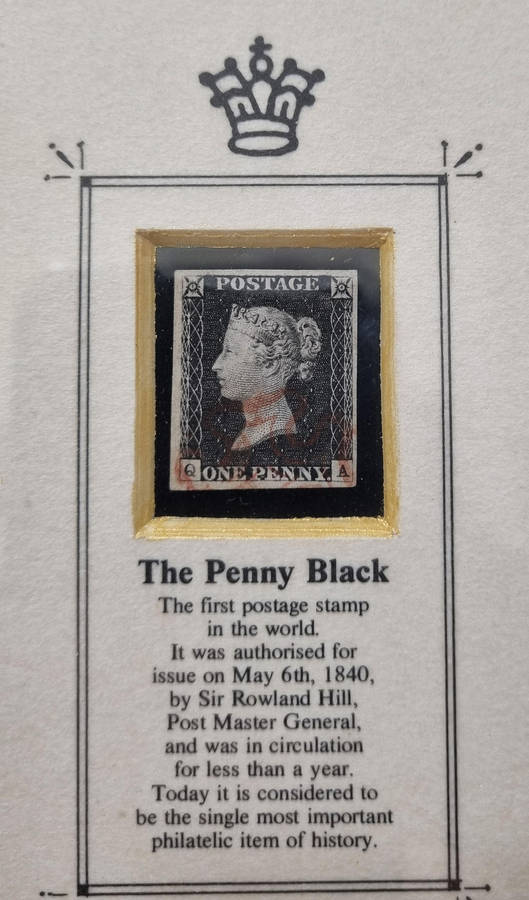 POSTAGE
Q ONE PENNY. A
The Penny Black
The first postage stamp
in the world.
It was authorised for
issue on May 6th, 1840,
by Sir Rowland Hill,
Post Master General,
and was in circulation
for less than a year.
Today it is considered to
be the single most important
philatelic item of history.